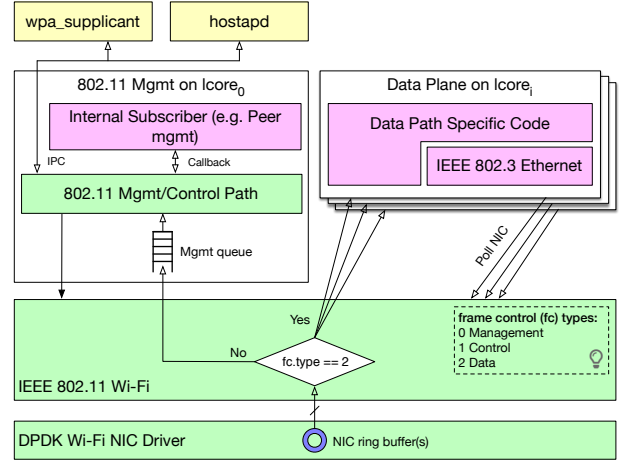 wpa_supplicant
hostapd
802.11 Mgmt on lcore0
Data Plane on lcorei
Internal Subscriber (e.g. Peer
mgmt)
Data Path Specific Code
IPC
Callback
IEEE 802.3 Ethernet
802.11 Mgmt/Control Path
Mgmt queue
Poll NIC
Yes
frame control (fc) types:
0 Management
1 Control
2 Data
No
fc.type == 2
IEEE 802.11 Wi-Fi
DPDK Wi-Fi NIC Driver
NIC ring buffer(s)